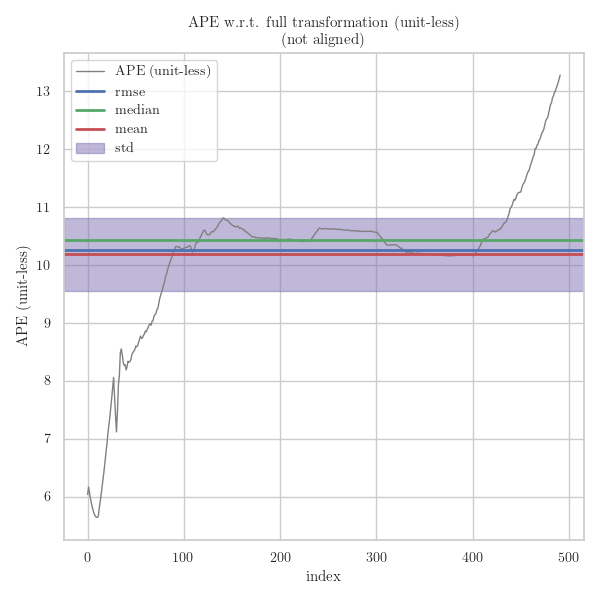 APE w.r.t. full transformation (unit-less)
(not aligned)
APE (unit-less)
rmse
median
mean
std
13
12
11
10
9
8
7
6
APE (unit-less)
0 100 200 300 400 500
index